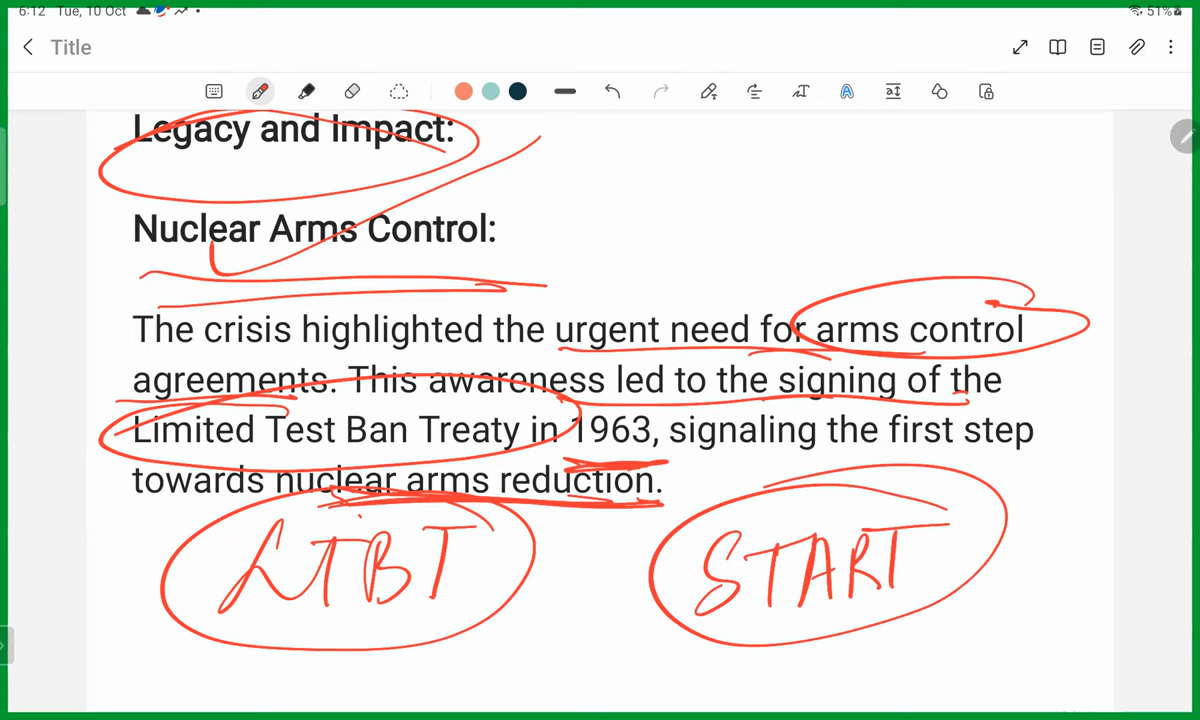 6:12 Tue, 10 Oct
51%
Title
Legacy and Impact:
Nuclear Arms Control:
The crisis highlighted the urgent need for arms control
agreements. This awareness led to the signing of the
Limited Test Ban Treaty in 1963, signaling the first step
towards nuclear arms reduction.
LTBT START